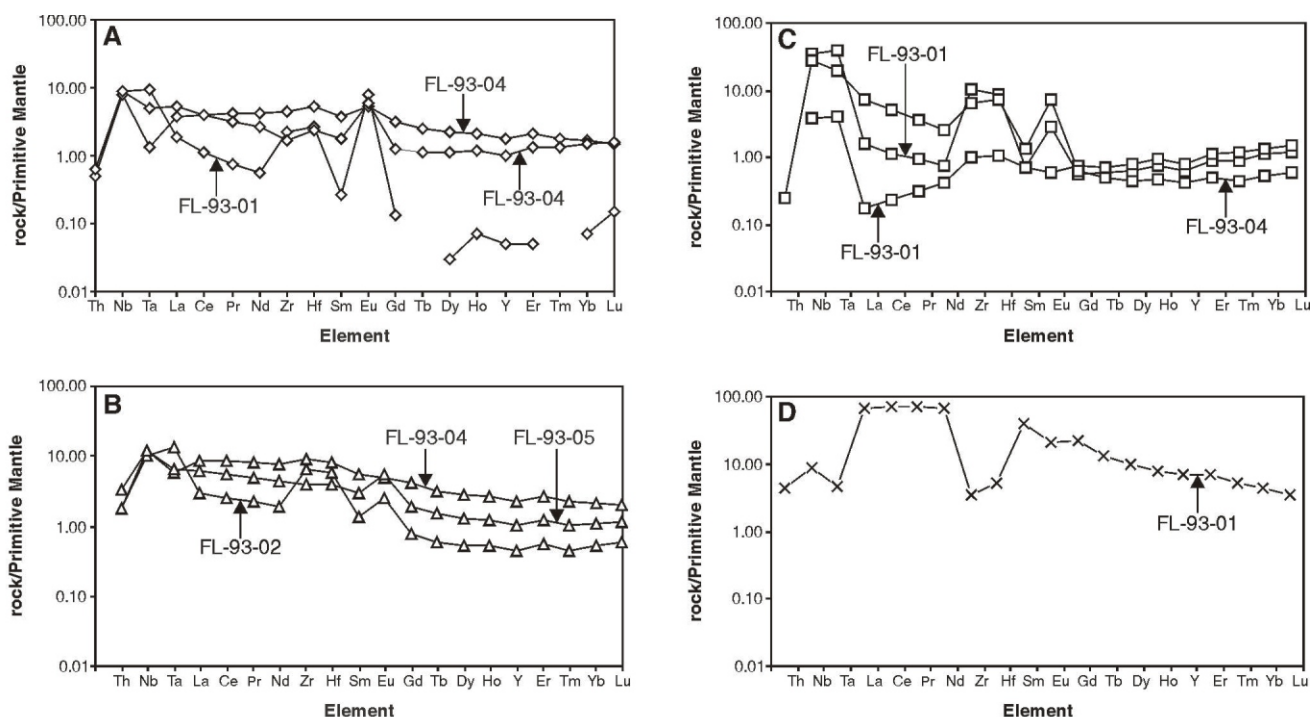 A
rock/Primitive Mantle
100.00
10.00
1.00
0.10
0.01
FL-93-04
FL-93-01
FL-93-04
Th Nb Ta La Ce Pr Nd Zr Hf Sm Eu Gd Tb Dy Ho Y Er Tm Yb Lu
Element
C
rock/Primitive Mantle
100.00
10.00
1.00
0.10
0.01
FL-93-01
FL-93-01
FL-93-04
Th Nb Ta La Ce Pr Nd Zr Hf Sm Eu Gd Tb Dy Ho Y Er Tm Yb Lu
Element
B
rock/Primitive Mantle
100.00
10.00
1.00
0.10
0.01
FL-93-04
FL-93-05
FL-93-02
Th Nb Ta La Ce Pr Nd Zr Hf Sm Eu Gd Tb Dy Ho Y Er Tm Yb Lu
Element
D
rock/Primitive Mantle
100.00
10.00
1.00
0.10
0.01
FL-93-01
Th Nb Ta La Ce Pr Nd Zr Hf Sm Eu Gd Tb Dy Ho Y Er Tm Yb Lu
Element